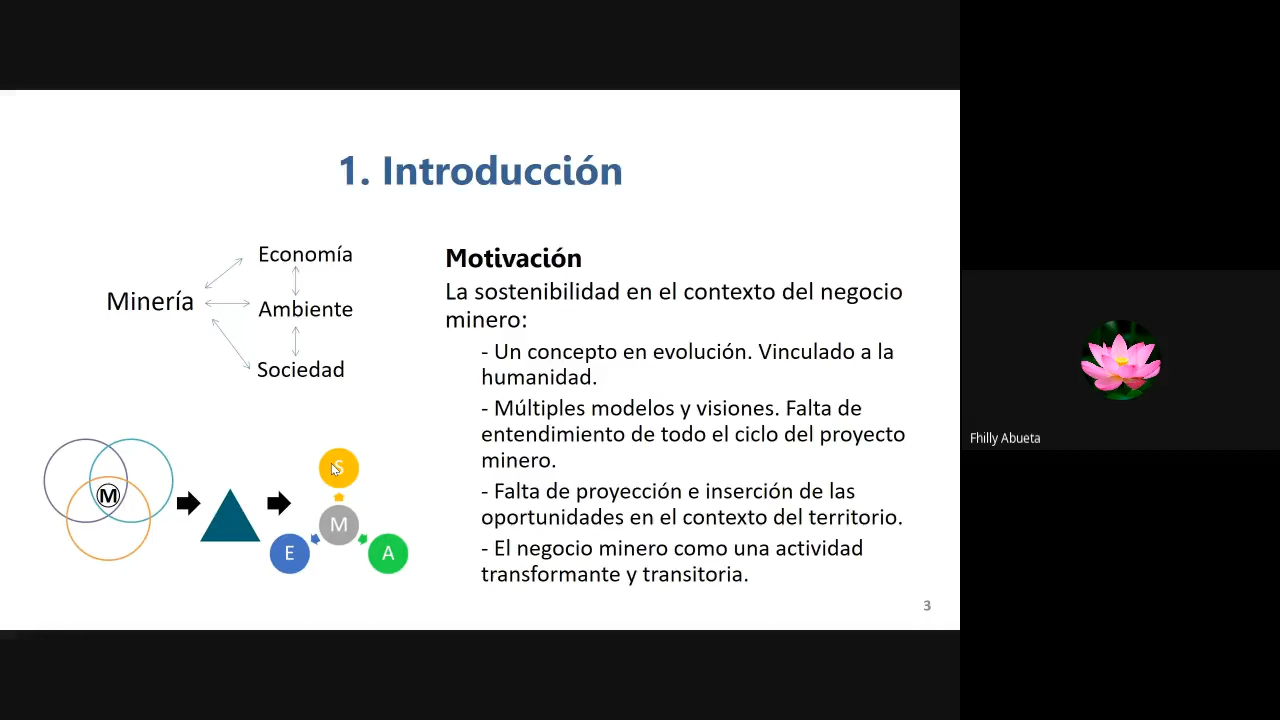 1. Introducción
Economía
Minería
Ambiente
Sociedad
M
S
M
E
A
Motivación
La sostenibilidad en el contexto del negocio
minero:
- Un concepto en evolución. Vinculado a la
humanidad.
- Múltiples modelos y visiones. Falta de
entendimiento de todo el ciclo del proyecto
minero.
- Falta de proyección e inserción de las
oportunidades en el contexto del territorio.
- El negocio minero como una actividad
transformante y transitoria.
3
Fhilly Abueta